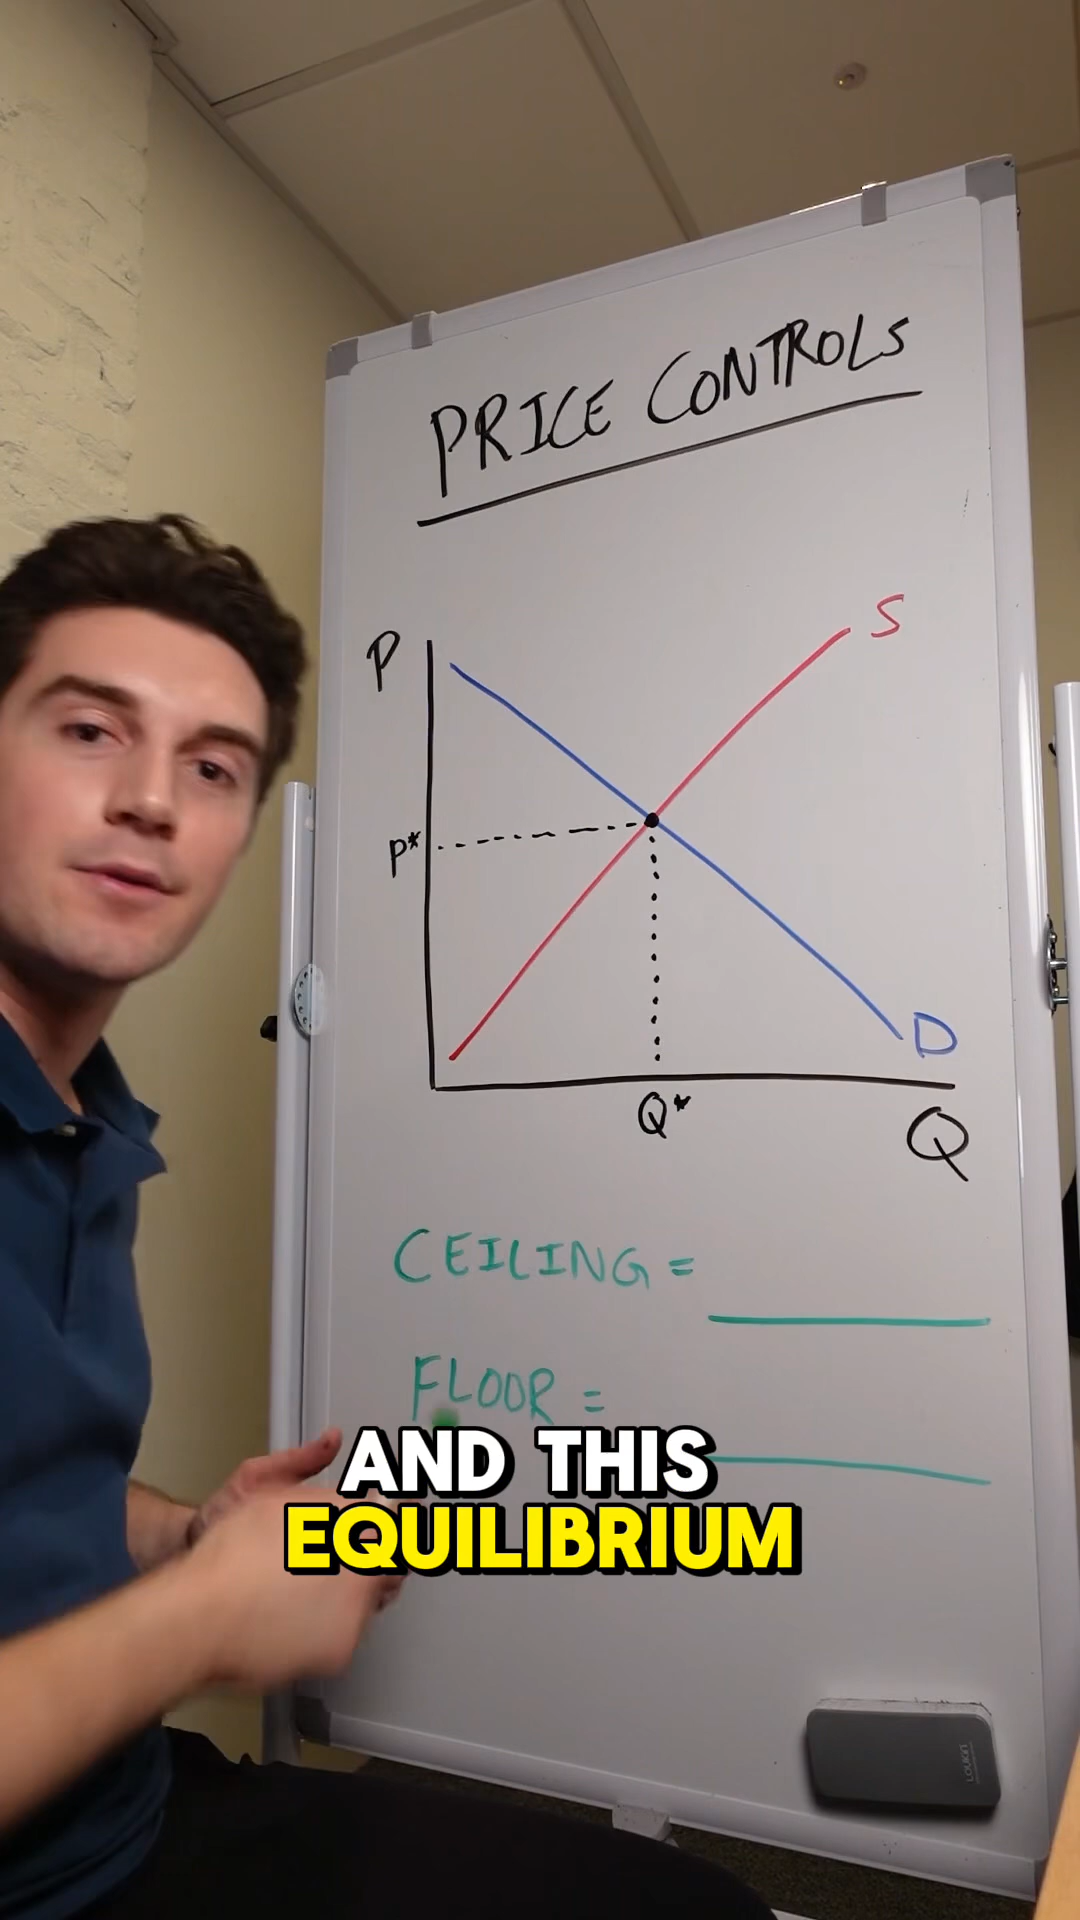 PRICE CONTROLS
P
S
P*
D
Q*
Q
CEILING =
FLOOR =
AND THIS
EQUILIBRIUM